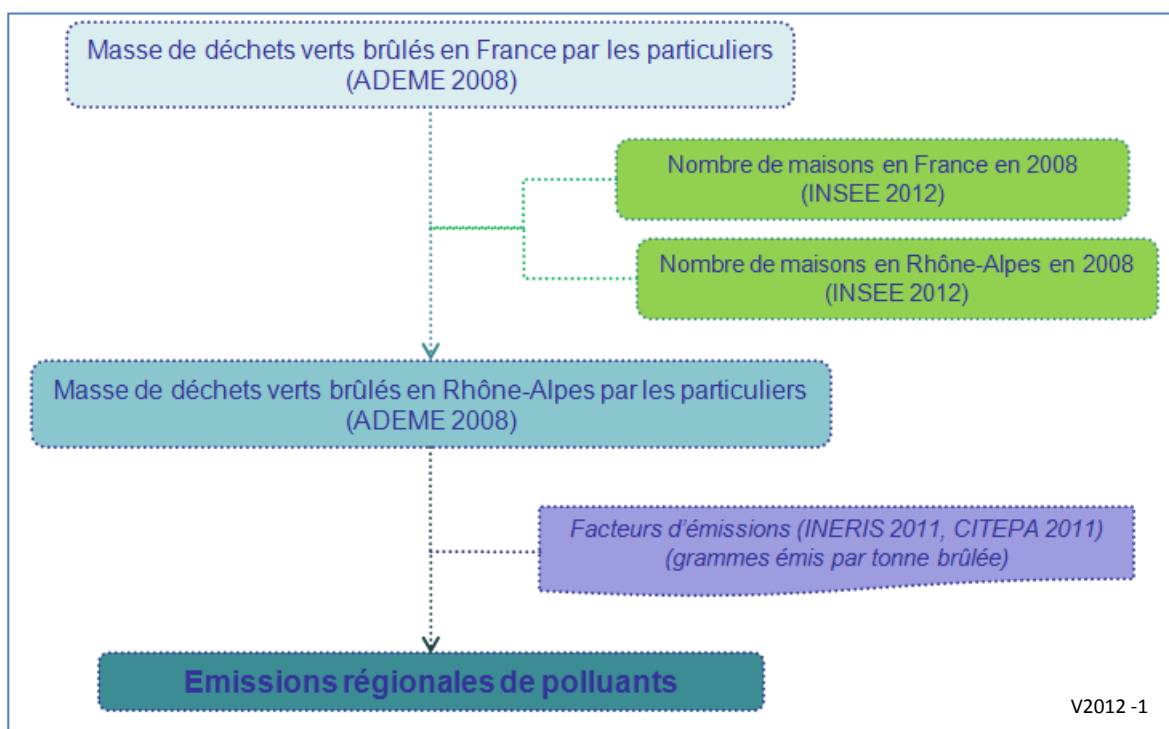 Masse de déchets verts brûlés en France par les particuliers
(ADEME 2008)
Nombre de maisons en France en 2008
(INSEE 2012)
Nombre de maisons en Rhône-Alpes en 2008
(INSEE 2012)
Masse de déchets verts brûlés en Rhône-Alpes par les particuliers
(ADEME 2008)
Facteurs d'émissions (INERIS 2011, CITEPA 2011)
(grammes émis par tonne brûlée)
Emissions régionales de polluants
V2012 -1